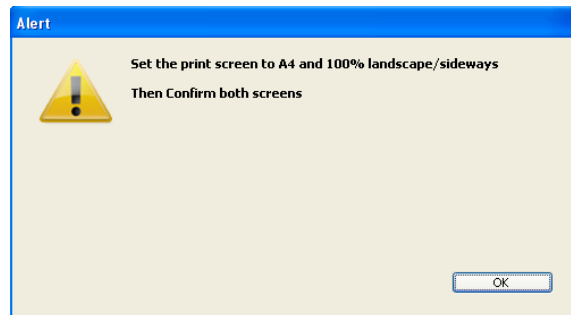 Alert
Set the print screen to A4 and 100% landscape/sideways
Then Confirm both screens
OK